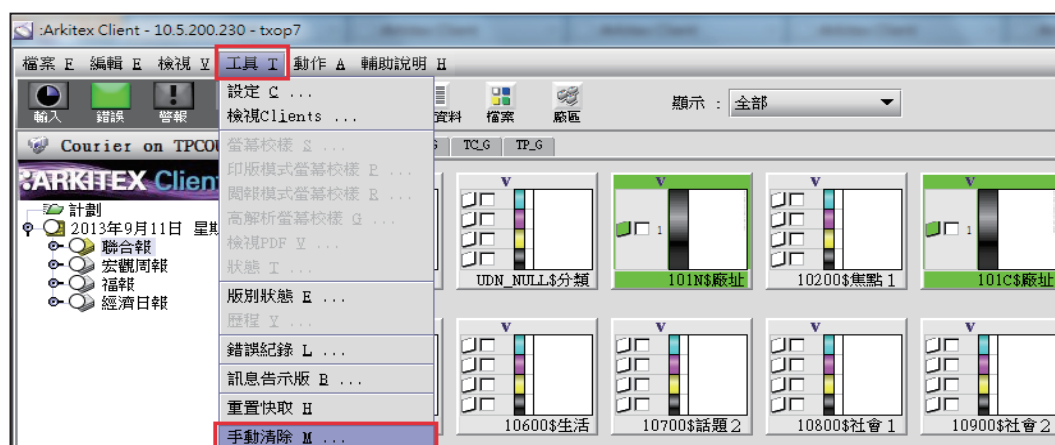 :Arkitex Client - 10.5.200.230 - txop7
檔案 F 編輯 E 檢視 V 工具 T 動作 A 輔助說明 H
輸入 錯誤 警報 資料 檔案 廠區 顯示 : 全部
Courier on TPCOU
TC_G TP_G
ARKITEX Clien
計劃
2013年9月11日 星期
聯合報
宏觀周報
福報
經濟日報
設定 C ...
檢視Clients ...
螢幕校樣 S ...
印版模式螢幕校樣 P ...
閱報模式螢幕校樣 R ...
高解析螢幕校樣 G ...
檢視PDF V ...
狀態 T ...
版別狀態 E ...
歷程 Y ...
錯誤紀錄 L ...
訊息告示版 B ...
重置快取 H
手動清除 M ...
V V V V
1 1
UDN_NULL$分類 101N$廠址 10200$焦點1 101C$廠址
V V V V
10600$生活 10700$話題2 10800$社會1 10900$社會2